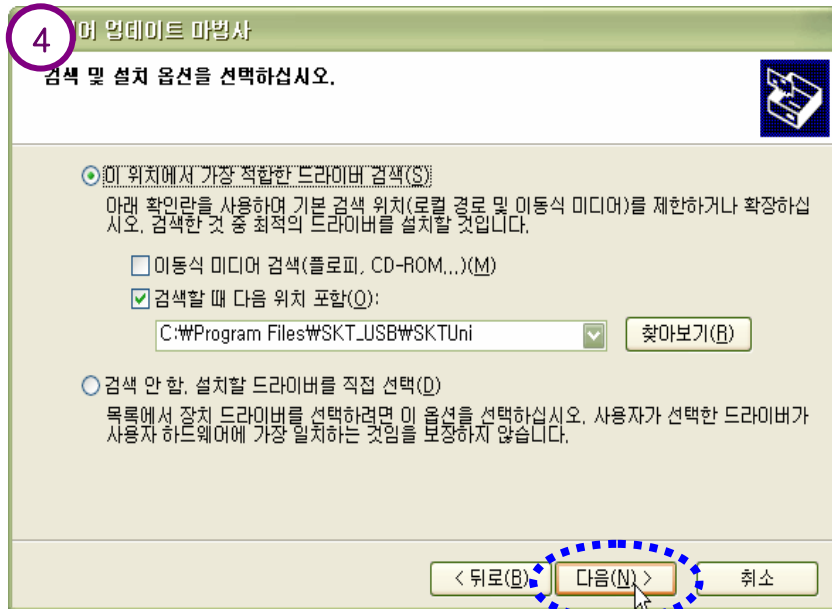 4
어 업데이트 마법사
검색 및 설치 옵션을 선택하십시오.
이 위치에서 가장 적합한 드라이버 검색(S)
아래 확인란을 사용하여 기본 검색 위치(로컬 경로 및 이동식 미디어)를 제한하거나 확장하십
시오. 검색한 것 중 최적의 드라이버를 설치할 것입니다.
이동식 미디어 검색(플로피, CD-ROM...)(M)
검색할 때 다음 위치 포함(O):
C:₩Program Files₩SKT_USB₩SKTUni
찾아보기(R)
검색 안 함. 설치할 드라이버를 직접 선택(D)
목록에서 장치 드라이버를 선택하려면 이 옵션을 선택하십시오. 사용자가 선택한 드라이버가
사용자 하드웨어에 가장 일치하는 것임을 보장하지 않습니다.
< 뒤로(B) 다음(N) > 취소